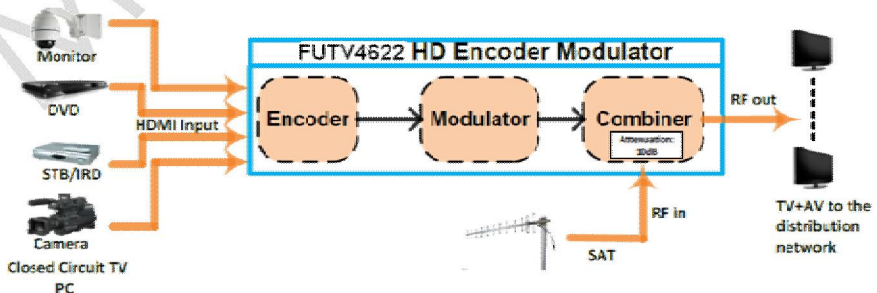 FUTV4622 HD Encoder Modulator
Monitor
DVD
HDMI Input
STB/IRD
Camera
Closed Circuit TV
PC
Encoder
Modulator
Combiner
Attenuation:
10dB
RF out
RF in
SAT
TV+AV to the
distribution
network